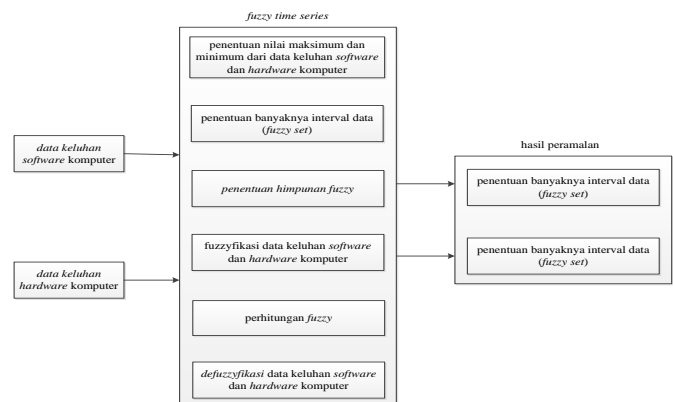 fuzzy time series
penentuan nilai maksimum dan
minimum dari data keluhan software
dan hardware komputer
penentuan banyaknya interval data
(fuzzy set)
penentuan himpunan fuzzy
fuzzyfikasi data keluhan software
dan hardware komputer
perhitungan fuzzy
defuzzyfikasi data keluhan software
dan hardware komputer
data keluhan
software komputer
data keluhan
hardware komputer
hasil peramalan
penentuan banyaknya interval data
(fuzzy set)
penentuan banyaknya interval data
(fuzzy set)